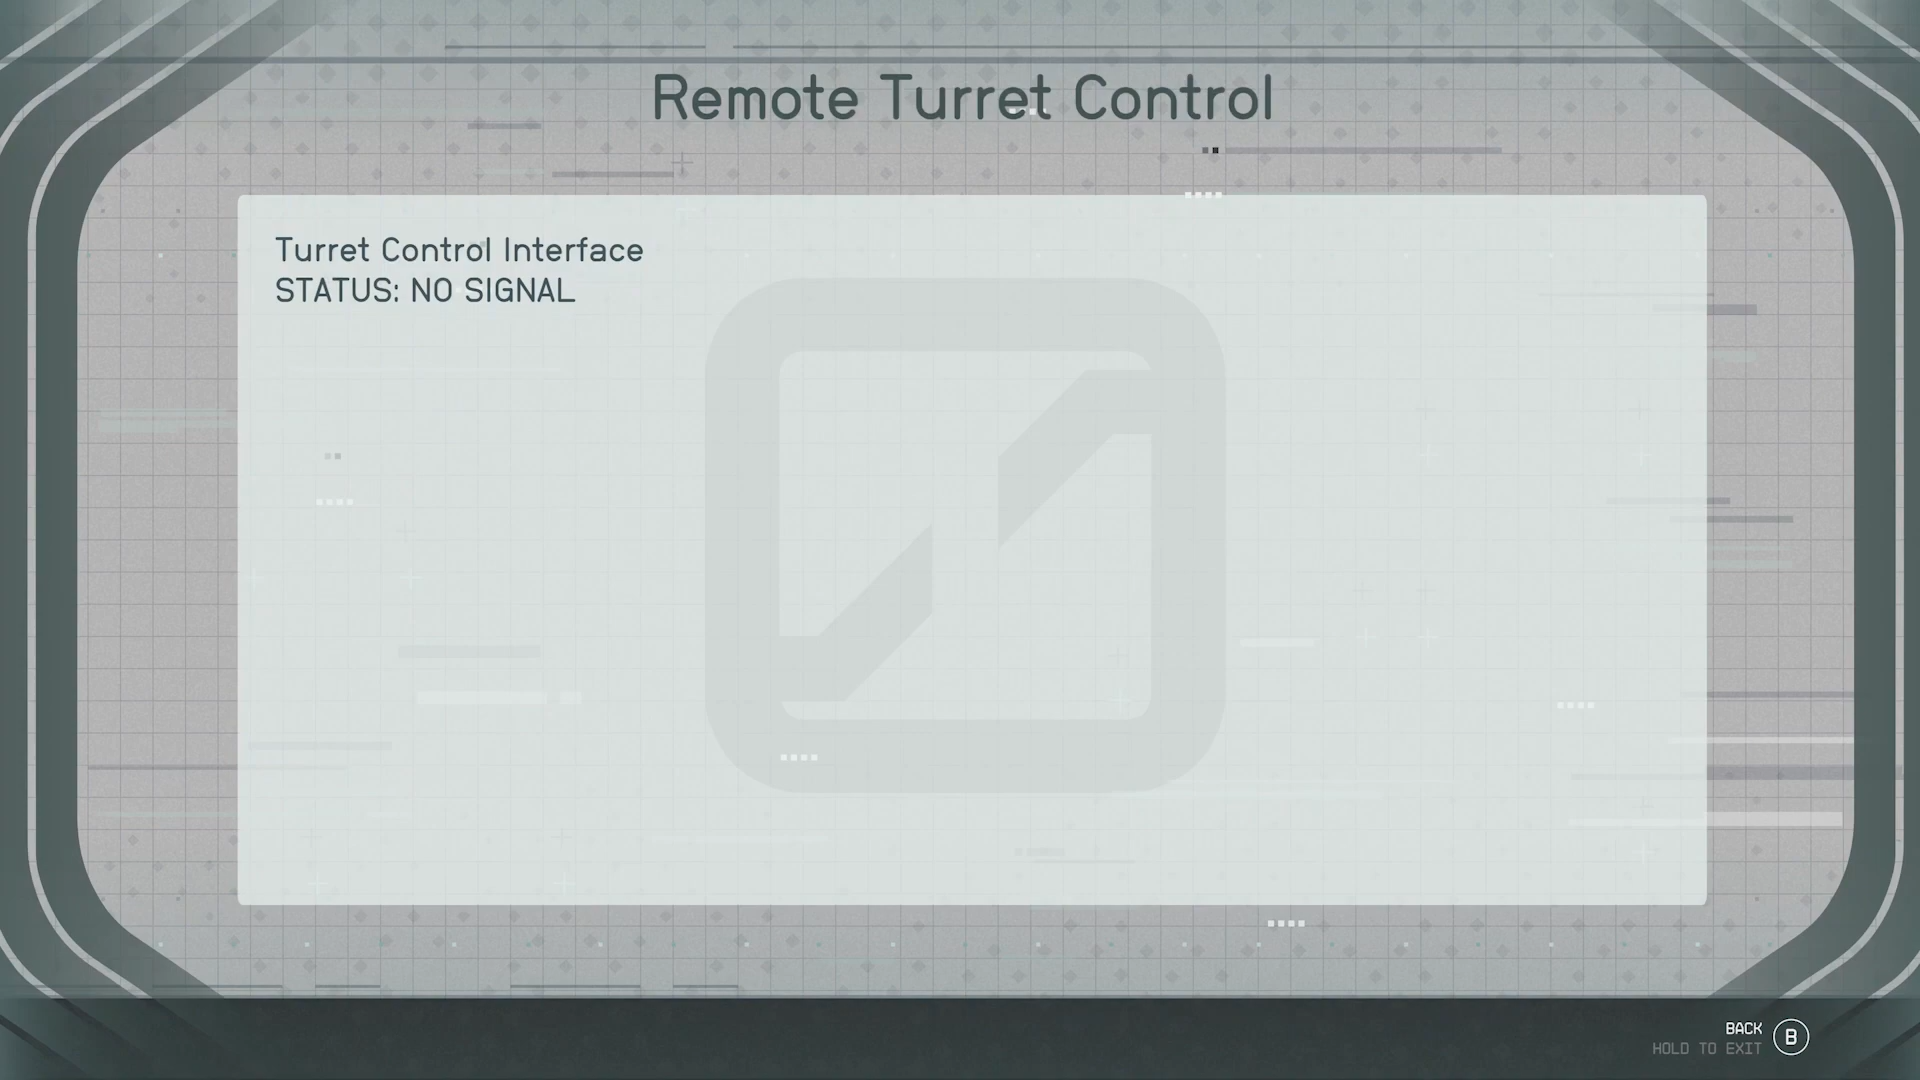 Remote Turret Control
Turret Control Interface
STATUS: NO SIGNAL
BACK
HOLD TO EXIT
B